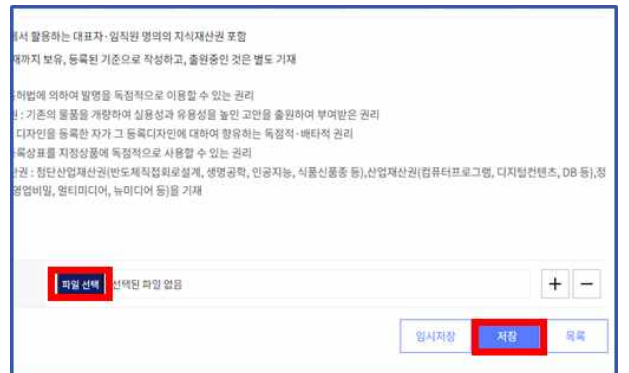 에서 활용하는 대표자·임직원 명의의 지식재산권 포함
재까지 보유, 등록된 기준으로 작성하고, 출원중인 것은 별도 기재
허법에 의하여 발명을 독점적으로 이용할 수 있는 권리
: 기존의 물품을 개량하여 실용성과 유용성을 높인 고안을 출원하여 부여받은 권리
디자인을 등록한 자가 그 등록디자인에 대하여 향유하는 독점적·배타적 권리
록상표를 지정상품에 독점적으로 사용할 수 있는 권리
산권 : 첨단산업재산권(반도체직접회로설계, 생명공학, 인공지능, 식품신품종 등),산업재산권(컴퓨터프로그램, 디지털컨텐츠, DB 등),정
영업비밀, 멀티미디어, 뉴미디어 등)을 기재
파일 선택 선택된 파일 없음 + −
임시저장 저장 목록